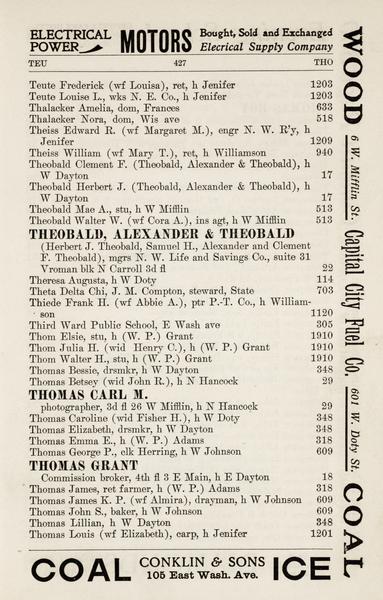 ELECTRICAL POWER MOTORS Bought, Sold and Exchanged
Elecrical Supply Company
TEU 427 THO
Teute Frederick (wf Louisa), ret, h Jenifer 1203
Teute Louise L., wks N. E. Co., h Jenifer 1203
Thalacker Amelia, dom, Frances 633
Thalacker Nora, dom, Wis ave 518
Theiss Edward R. (wf Margaret M.), engr N. W. R'y, h
Jenifer 1209
Theiss William (wf Mary T.), ret, h Williamson 940
Theobald Clement F. (Theobald, Alexander & Theobald), h
W Dayton 17
Theobald Herbert J. (Theobald, Alexander & Theobald), h
W Dayton 17
Theobald Mae A., stu, h W Mifflin 513
Theobald Walter W. (wf Cora A.), ins agt, h W Mifflin 513
THEOBALD, ALEXANDER & THEOBALD
(Herbert J. Theobald, Samuel H., Alexander and Clement
F. Theobald), mgrs N. W. Life and Savings Co., suite 31
Vroman blk N Carroll 3d fl 22
Theresa Augusta, h W Doty 114
Theta Delta Chi, J. M. Compton, steward, State 703
Thiede Frank H. (wf Abbie A.), ptr P.-T. Co., h William-
son 1120
Third Ward Public School, E Wash ave 305
Thom Elsie, stu, h (W. P.) Grant 1910
Thom Julia H. (wid Henry C.), h (W. P.) Grant 1910
Thom Walter H., stu, h (W. P.) Grant 1910
Thomas Bessie, drsmkr, h W Dayton 348
Thomas Betsey (wid John R.), h N Hancock 29
THOMAS CARL M.
photographer, 3d fl 26 W Mifflin, h N Hancock 29
Thomas Caroline (wid Fisher H.), h W Doty 348
Thomas Elizabeth, drsmkr, h W Dayton 348
Thomas Emma E., h (W. P.) Adams 318
Thomas George P., clk Herring, h W Johnson 609
THOMAS GRANT
Commission broker, 4th fl 3 E Main, h E Dayton 18
Thomas James, ret farmer, h (W. P.) Adams 318
Thomas James K. P. (wf Almira), drayman, h W Johnson 609
Thomas John S., baker, h W Johnson 609
Thomas Lillian, h W Dayton 348
Thomas Louis (wf Elizabeth), carp, h Jenifer 1201
COAL CONKLIN & SONS ICE
105 East Wash. Ave.
WOOD 6 W. Mifflin St. Capital City Fuel Co. 601 W. Doty St. COAL